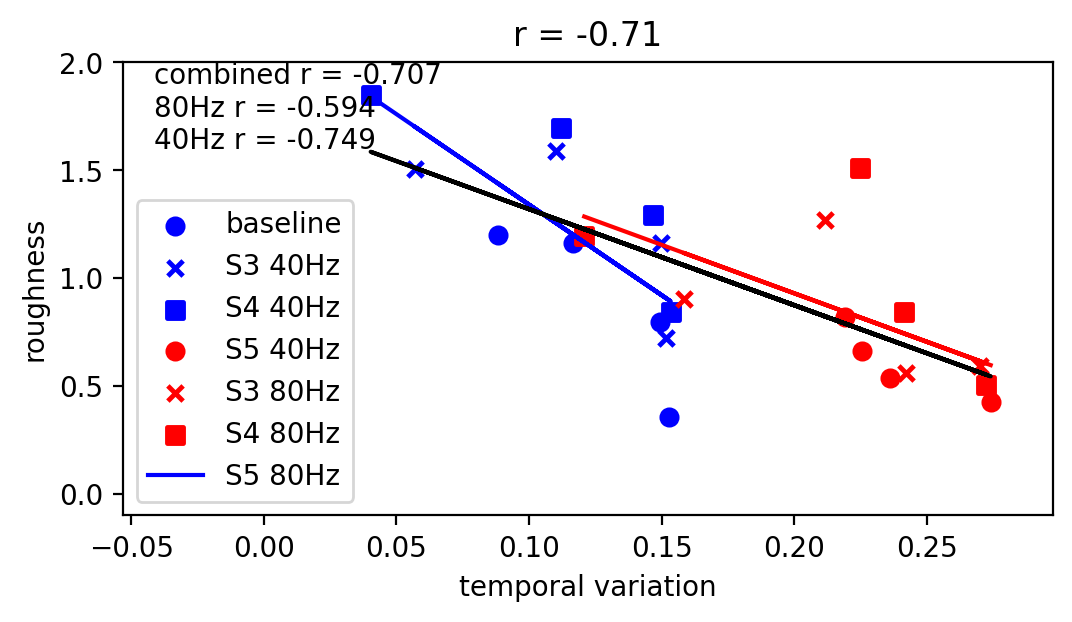 r = -0.71
combined r = -0.707
80Hz r = -0.594
40Hz r = -0.749
baseline
S3 40Hz
S4 40Hz
S5 40Hz
S3 80Hz
S4 80Hz
S5 80Hz
roughness
2.0
1.5
1.0
0.5
0.0
−0.05 0.00 0.05 0.10 0.15 0.20 0.25
temporal variation